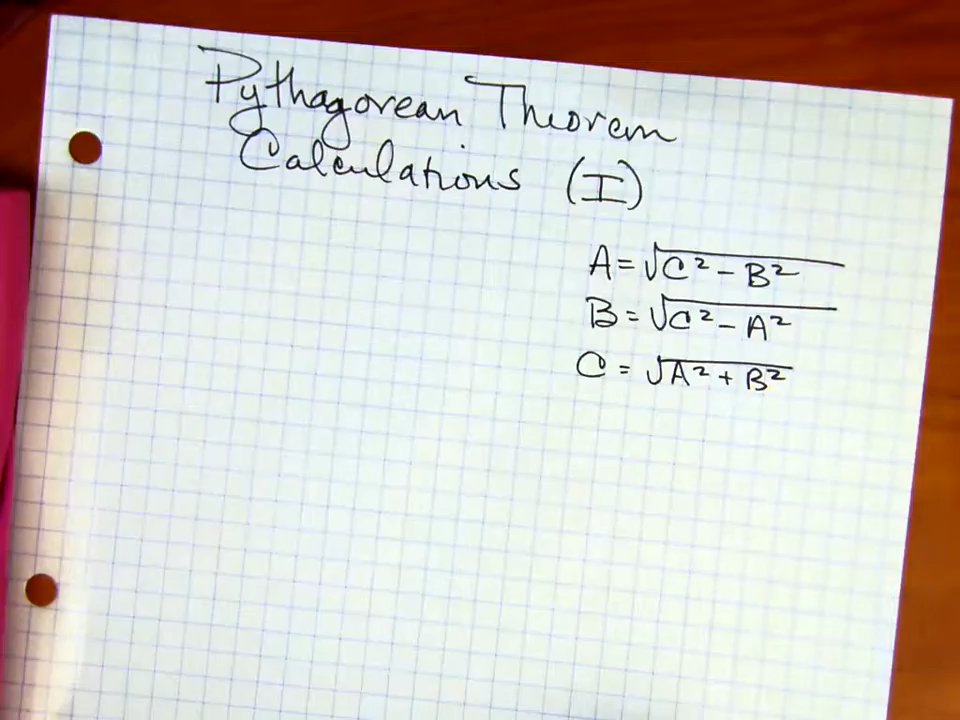 Pythagorean Theorem
Calculations (I)
A = √C² - B²
B = √C² - A²
C = √A² + B²